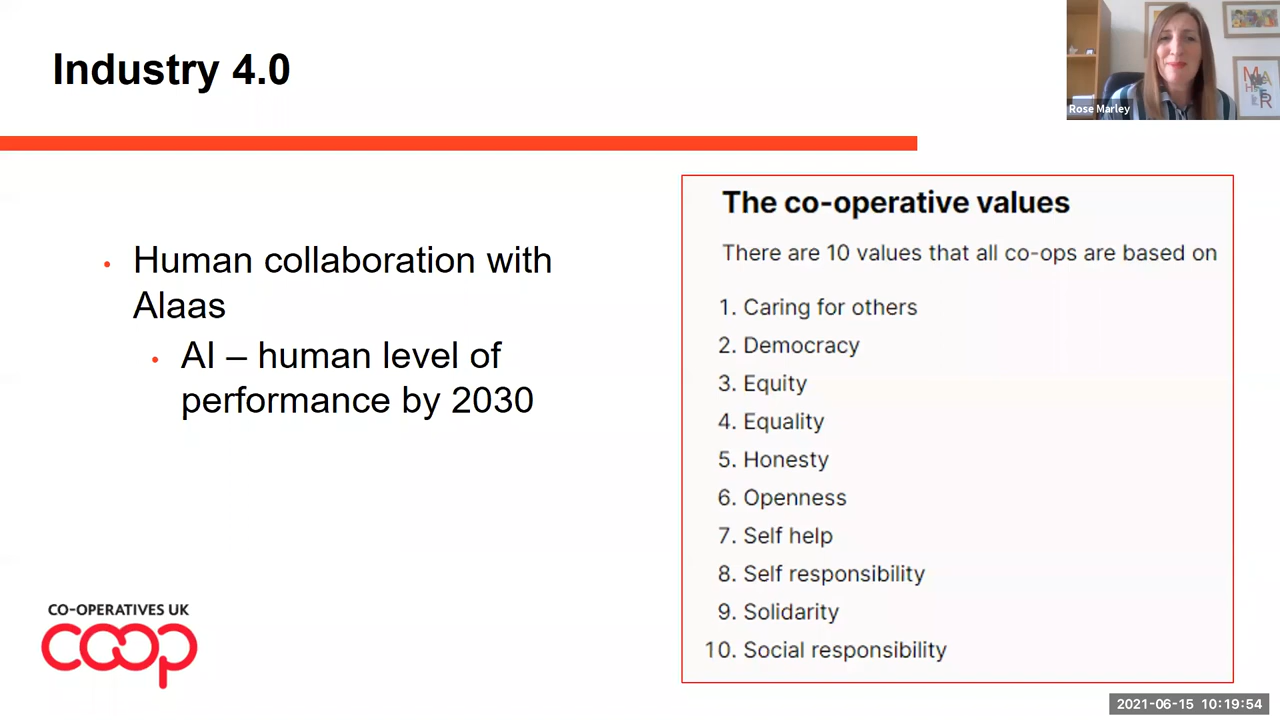 Industry 4.0
Rose Marley
Human collaboration with
AIaas
AI – human level of
performance by 2030
The co-operative values
There are 10 values that all co-ops are based on
1. Caring for others
2. Democracy
3. Equity
4. Equality
5. Honesty
6. Openness
7. Self help
8. Self responsibility
9. Solidarity
10. Social responsibility
CO-OPERATIVES UK
coop
2021-06-15 10:19:54